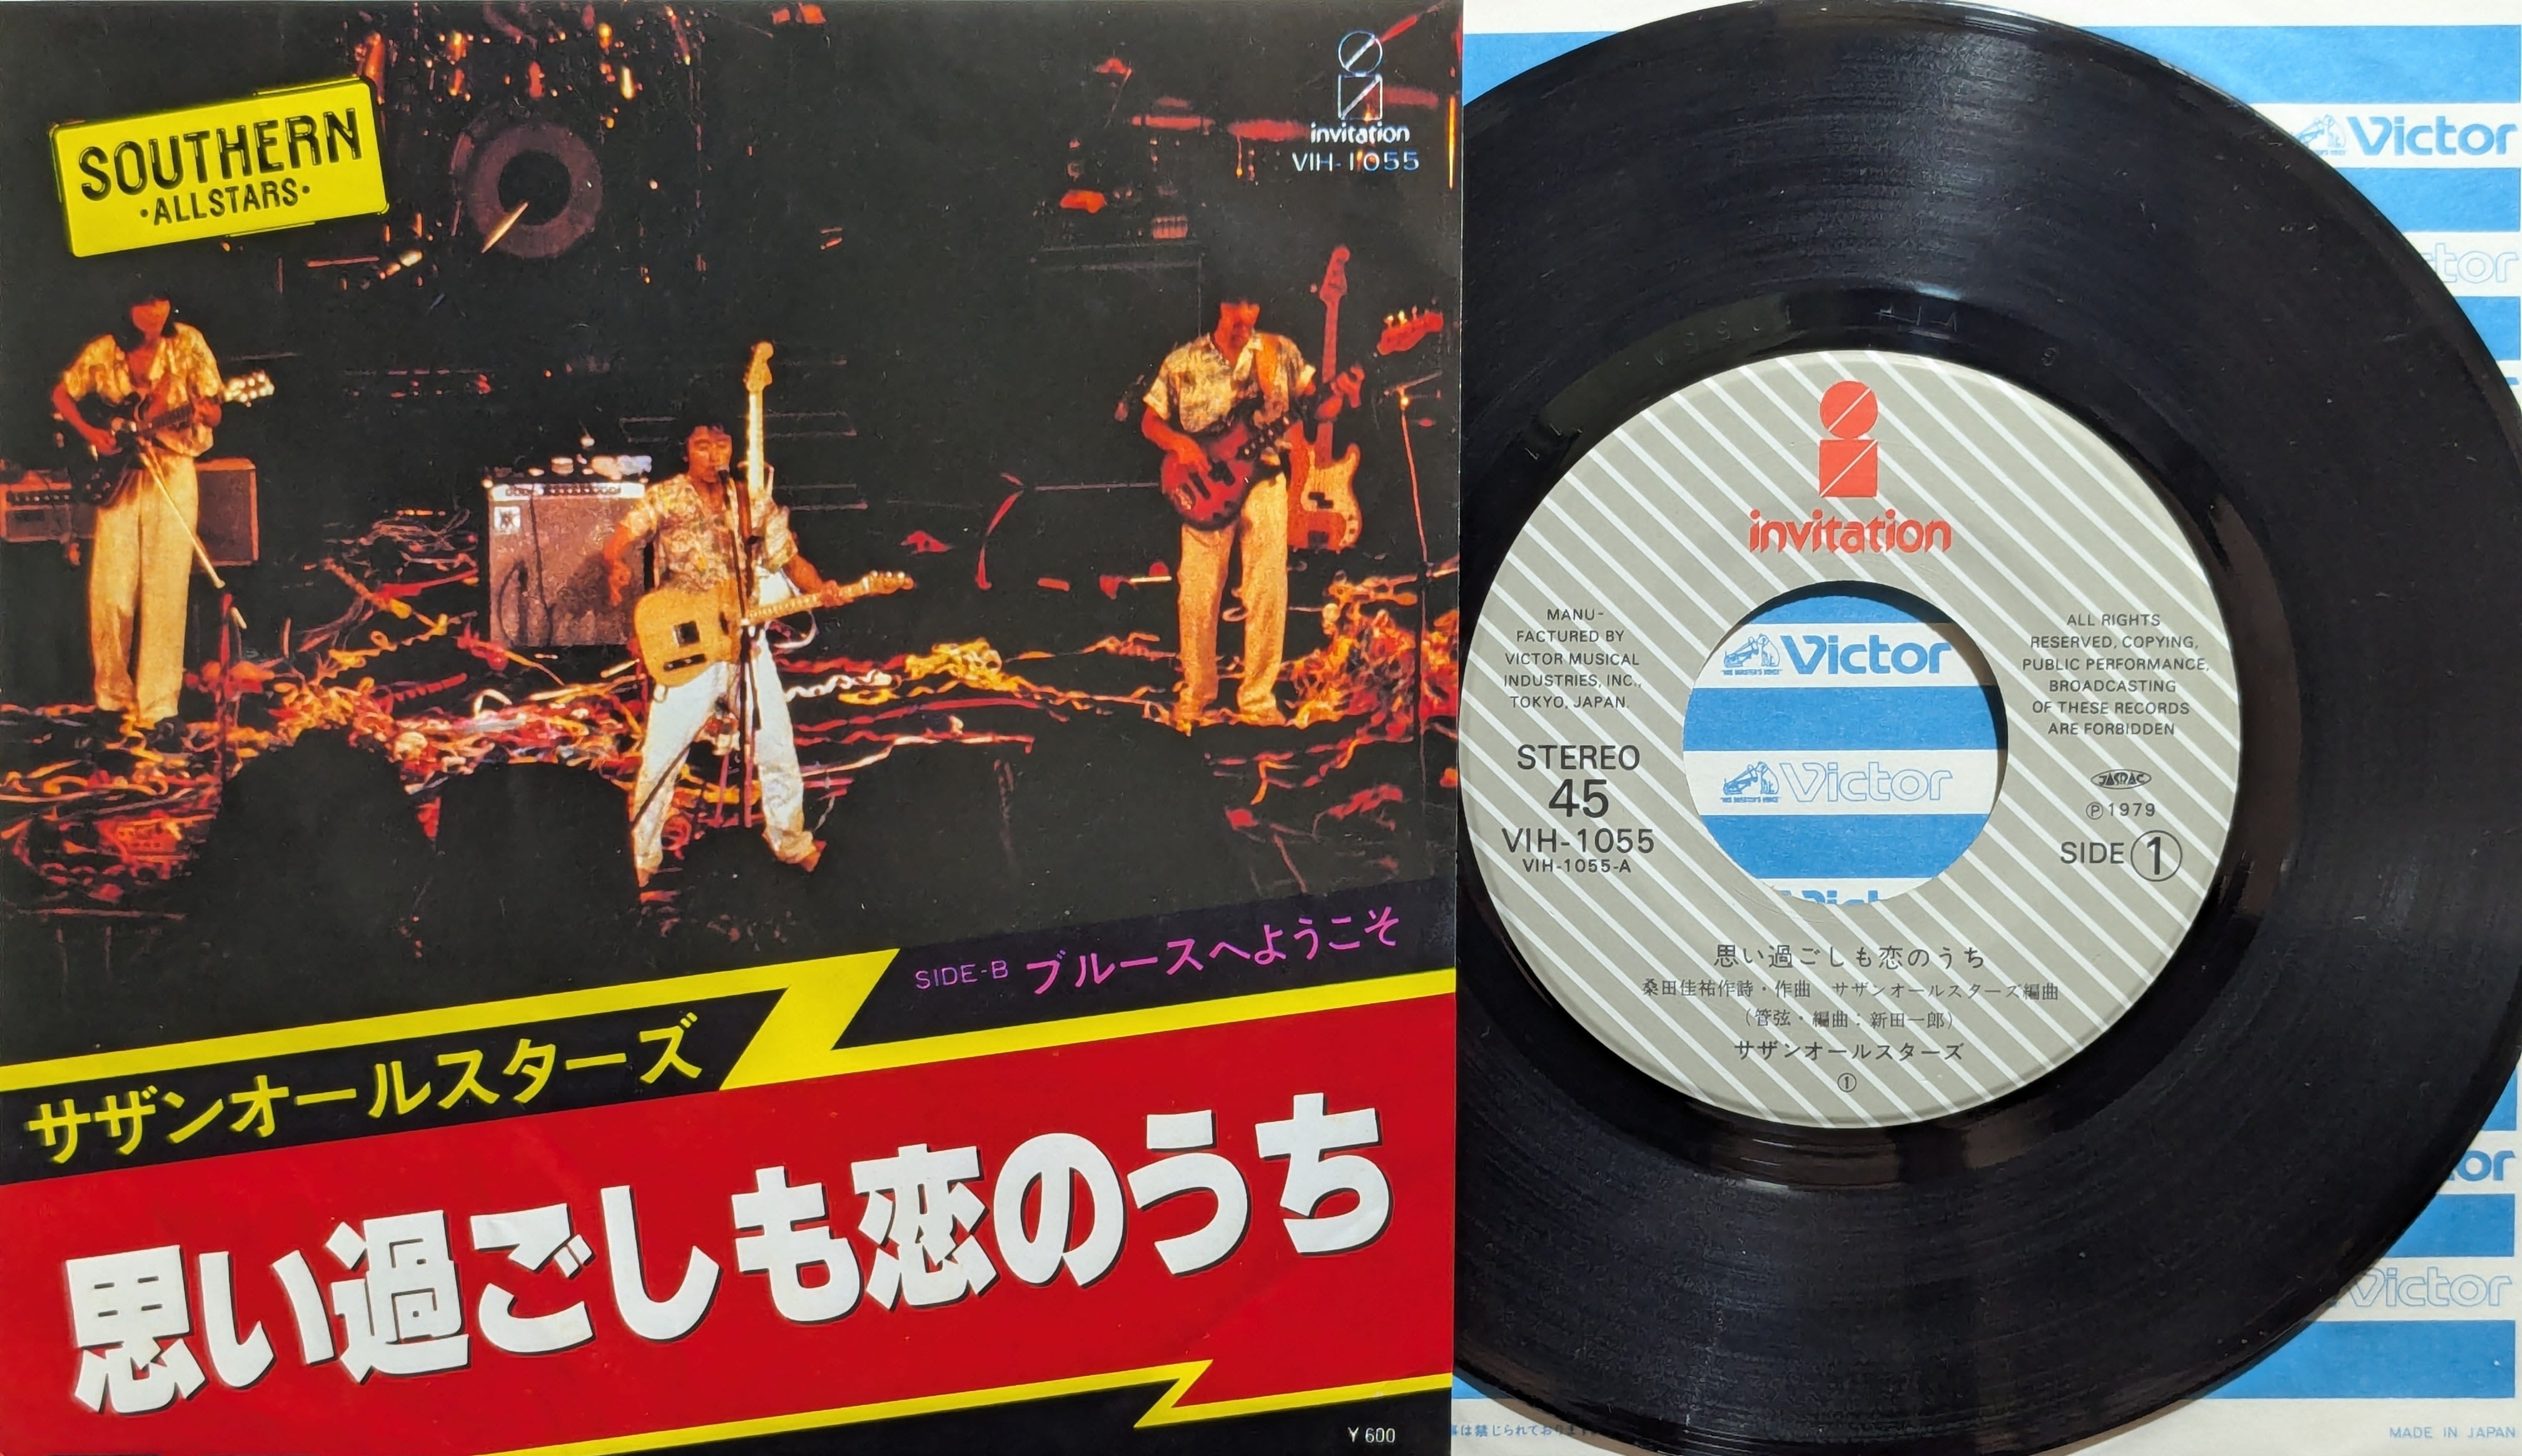 SOUTHERN
・ALLSTARS・
invitation
VIH-1055
SIDE-B ブルースへようこそ
サザンオールスターズ
思い過ごしも恋のうち
¥600
Victor
invitation
MANU-
FACTURED BY
VICTOR MUSICAL
INDUSTRIES, INC.,
TOKYO, JAPAN.
ALL RIGHTS
RESERVED, COPYING,
PUBLIC PERFORMANCE,
BROADCASTING
OF THESE RECORDS
ARE FORBIDDEN
Victor
Victor
STEREO
45
VIH-1055
VIH-1055-A
JASRAC
Ⓟ1979
SIDE ①
思い過ごしも恋のうち
桑田佳祐作詩・作曲 サザンオールスターズ編曲
(管弦・編曲:新田一郎)
サザンオールスターズ
①
Victor
MADE IN JAPAN